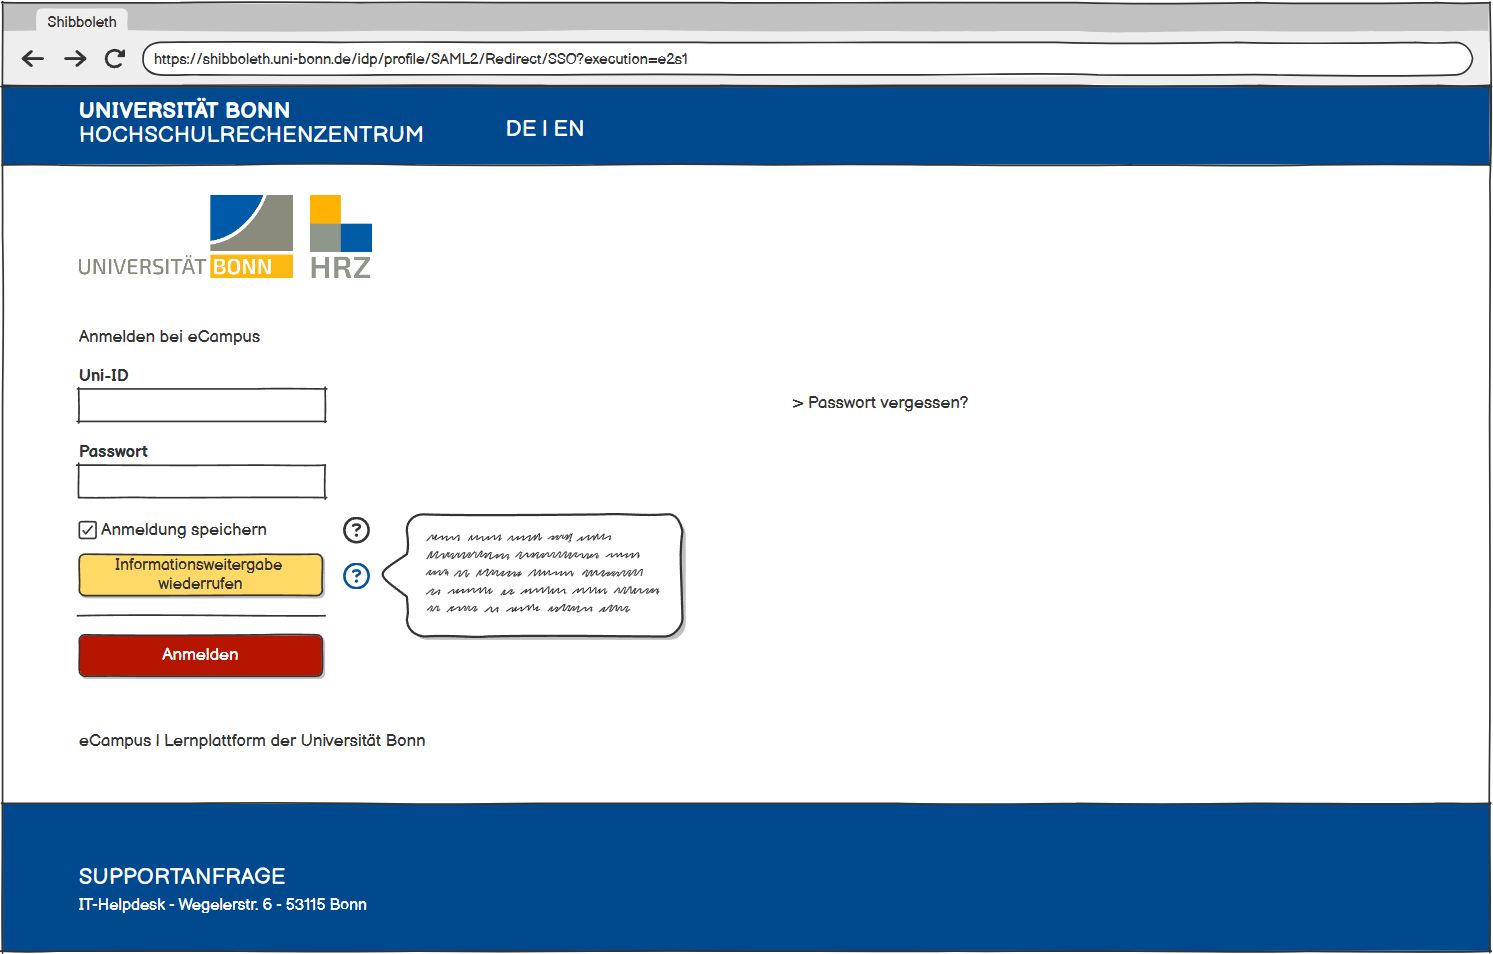 Shibboleth
https://shibboleth.uni-bonn.de/idp/profile/SAML2/Redirect/SSO?execution=e2s1
UNIVERSITÄT BONN
HOCHSCHULRECHENZENTRUM
DE | EN
UNIVERSITÄT BONN
HRZ
Anmelden bei eCampus
Uni-ID
> Passwort vergessen?
Passwort
Anmeldung speichern
?
Informationsweitergabe
wiederrufen
?
Anmelden
eCampus | Lernplattform der Universität Bonn
SUPPORTANFRAGE
IT-Helpdesk - Wegelerstr. 6 - 53115 Bonn